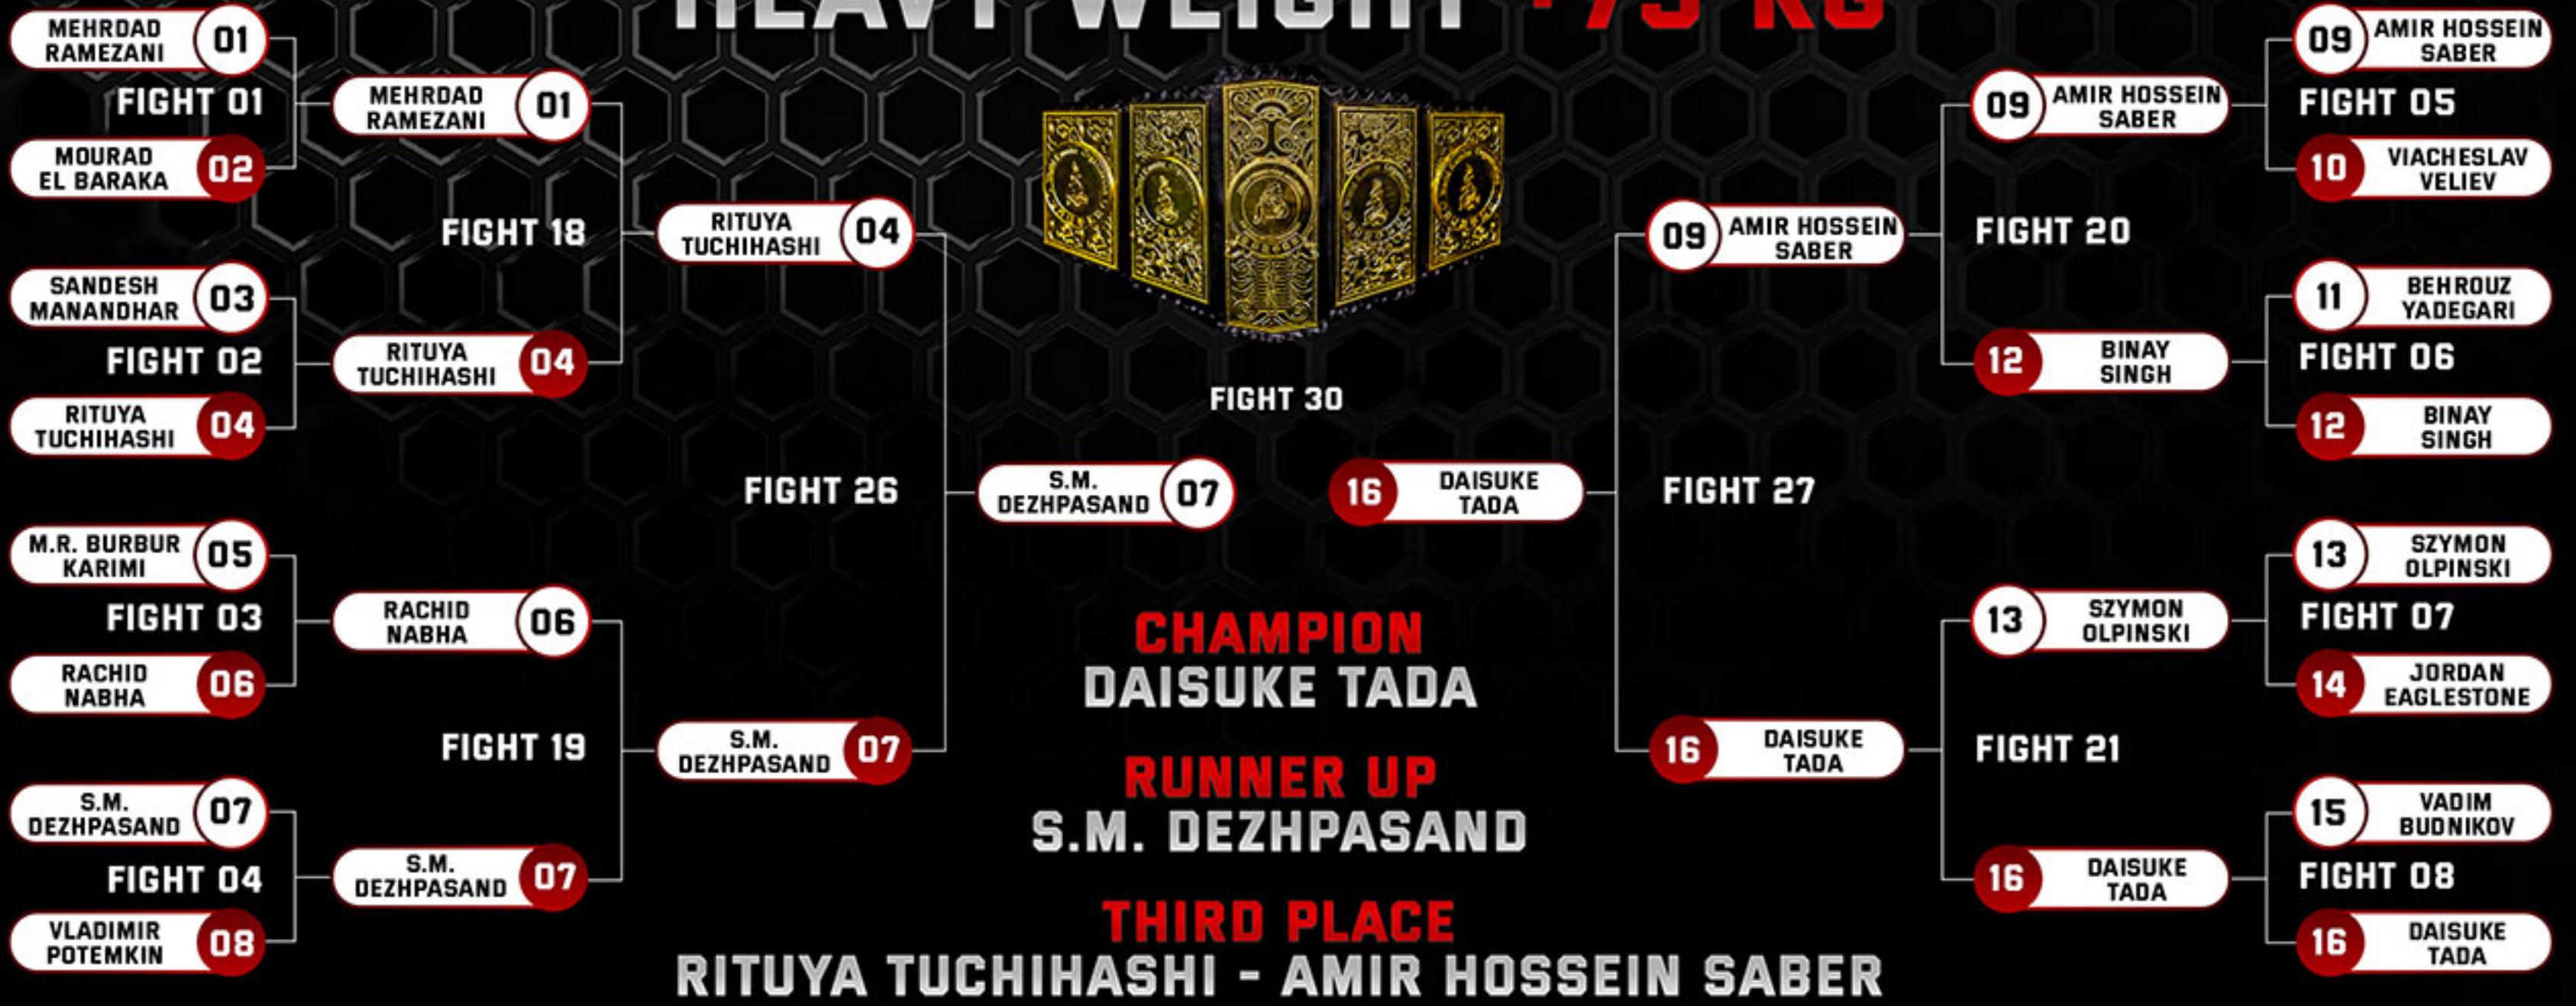 HEAVY WEIGHT +75 KG
MEHRDAD
RAMEZANI
01
FIGHT 01
MOURAD
EL BARAKA
02
SANDESH
MANANDHAR
03
FIGHT 02
RITUYA
TUCHIHASHI
04
M.R. BURBUR
KARIMI
05
FIGHT 03
RACHID
NABHA
06
S.M.
DEZHPASAND
07
FIGHT 04
VLADIMIR
POTEMKIN
08
MEHRDAD
RAMEZANI
01
FIGHT 18
RITUYA
TUCHIHASHI
04
RACHID
NABHA
06
FIGHT 19
S.M.
DEZHPASAND
07
RITUYA
TUCHIHASHI
04
FIGHT 26
S.M.
DEZHPASAND
07
FIGHT 30
S.M.
DEZHPASAND
07
16
DAISUKE
TADA
CHAMPION
DAISUKE TADA
RUNNER UP
S.M. DEZHPASAND
THIRD PLACE
RITUYA TUCHIHASHI - AMIR HOSSEIN SABER
09
AMIR HOSSEIN
SABER
FIGHT 27
16
DAISUKE
TADA
09
AMIR HOSSEIN
SABER
FIGHT 20
12
BINAY
SINGH
13
SZYMON
OLPINSKI
FIGHT 21
16
DAISUKE
TADA
09
AMIR HOSSEIN
SABER
FIGHT 05
10
VIACHESLAV
VELIEV
11
BEHROUZ
YADEGARI
FIGHT 06
12
BINAY
SINGH
13
SZYMON
OLPINSKI
FIGHT 07
14
JORDAN
EAGLESTONE
15
VADIM
BUDNIKOV
FIGHT 08
16
DAISUKE
TADA